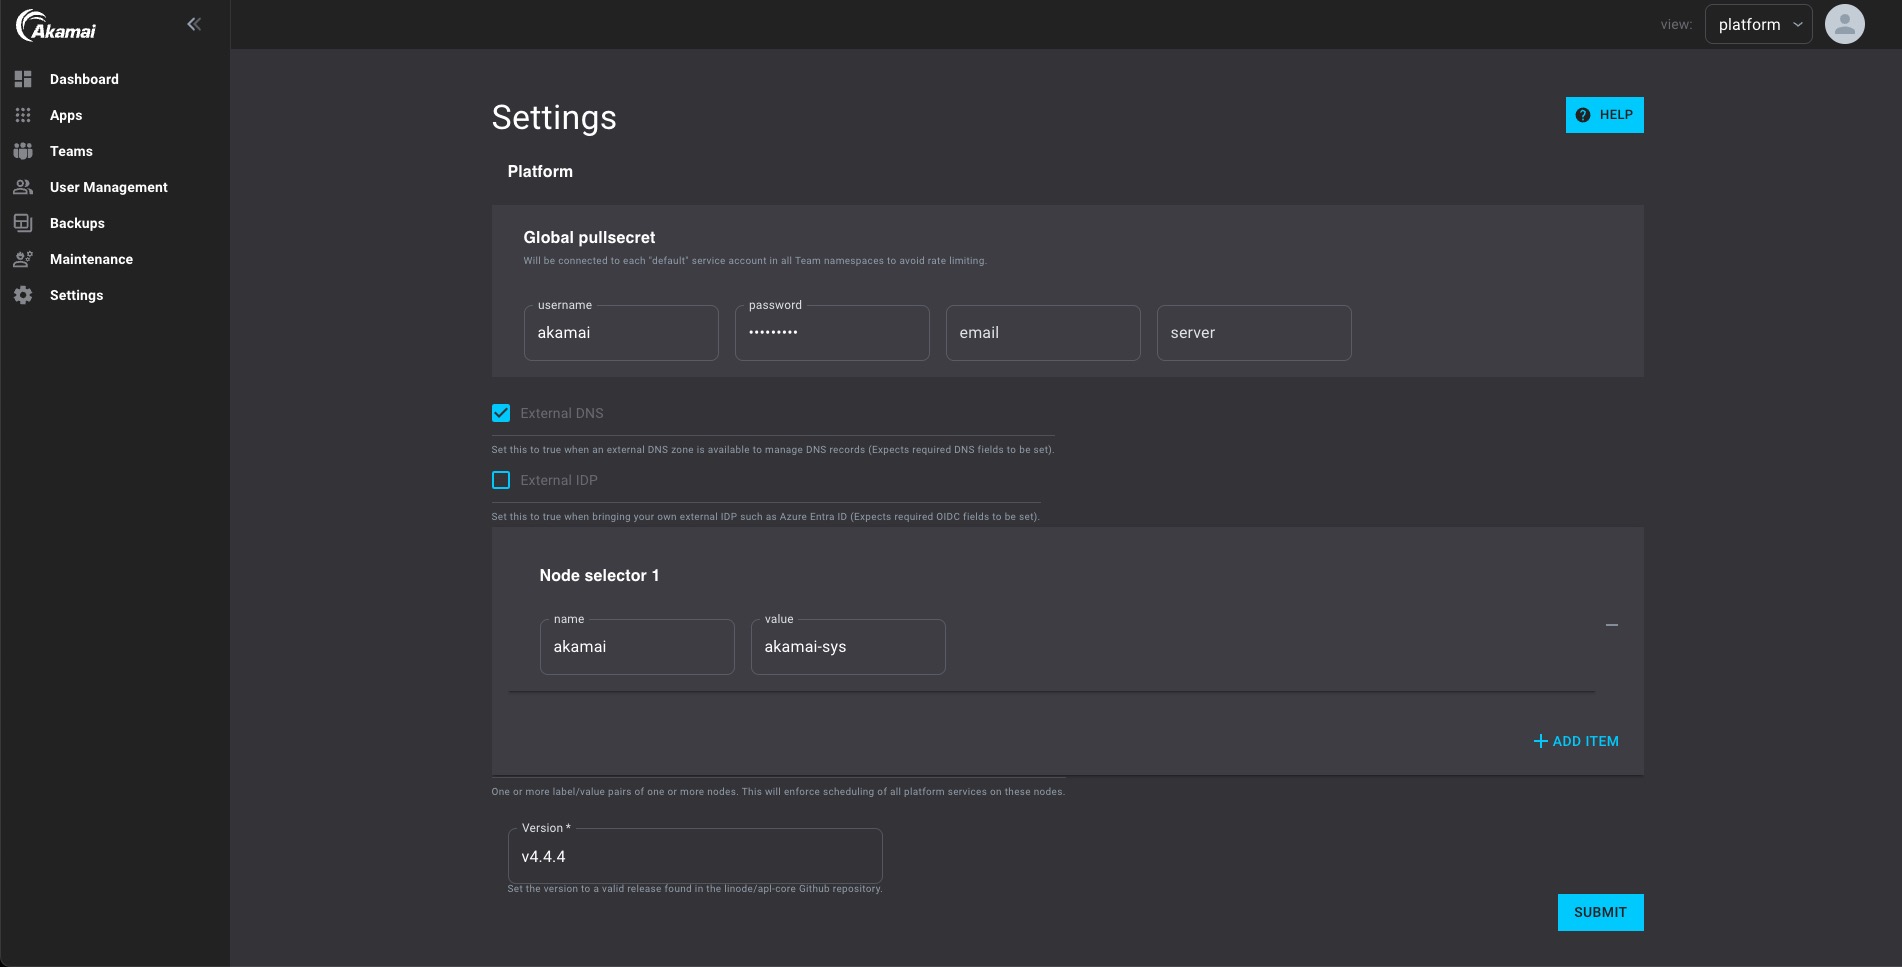 Akamai
view: platform
Dashboard
Apps
Teams
User Management
Backups
Maintenance
Settings
Settings
HELP
Platform
Global pullsecret
Will be connected to each "default" service account in all Team namespaces to avoid rate limiting.
username password
akamai ••••••••• email server
External DNS
Set this to true when an external DNS zone is available to manage DNS records (Expects required DNS fields to be set).
External IDP
Set this to true when bringing your own external IDP such as Azure Entra ID (Expects required OIDC fields to be set).
Node selector 1
name value
akamai akamai-sys
ADD ITEM
One or more label/value pairs of one or more nodes. This will enforce scheduling of all platform services on these nodes.
Version *
v4.4.4
Set the version to a valid release found in the linode/apl-core Github repository.
SUBMIT